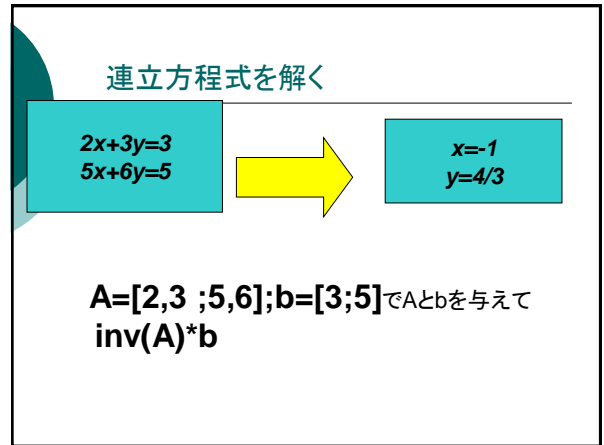 連立方程式を解く
2x+3y=3
5x+6y=5
x=-1
y=4/3
A=[2,3 ;5,6];b=[3;5]でAとbを与えて
inv(A)*b